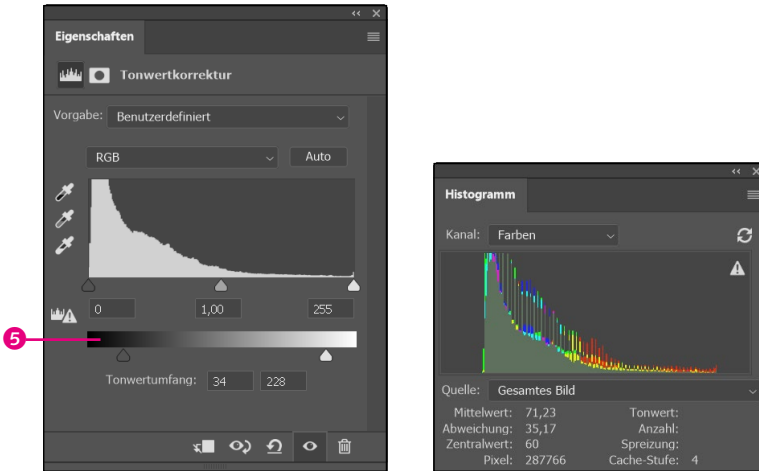 Eigenschaften
Tonwertkorrektur
Vorgabe: Benutzerdefiniert
RGB Auto
0 1,00 255
5
Tonwertumfang: 34 228
Histogramm
Kanal: Farben
Quelle: Gesamtes Bild
Mittelwert: 71,23 Tonwert:
Abweichung: 35,17 Anzahl:
Zentralwert: 60 Spreizung:
Pixel: 287766 Cache-Stufe: 4